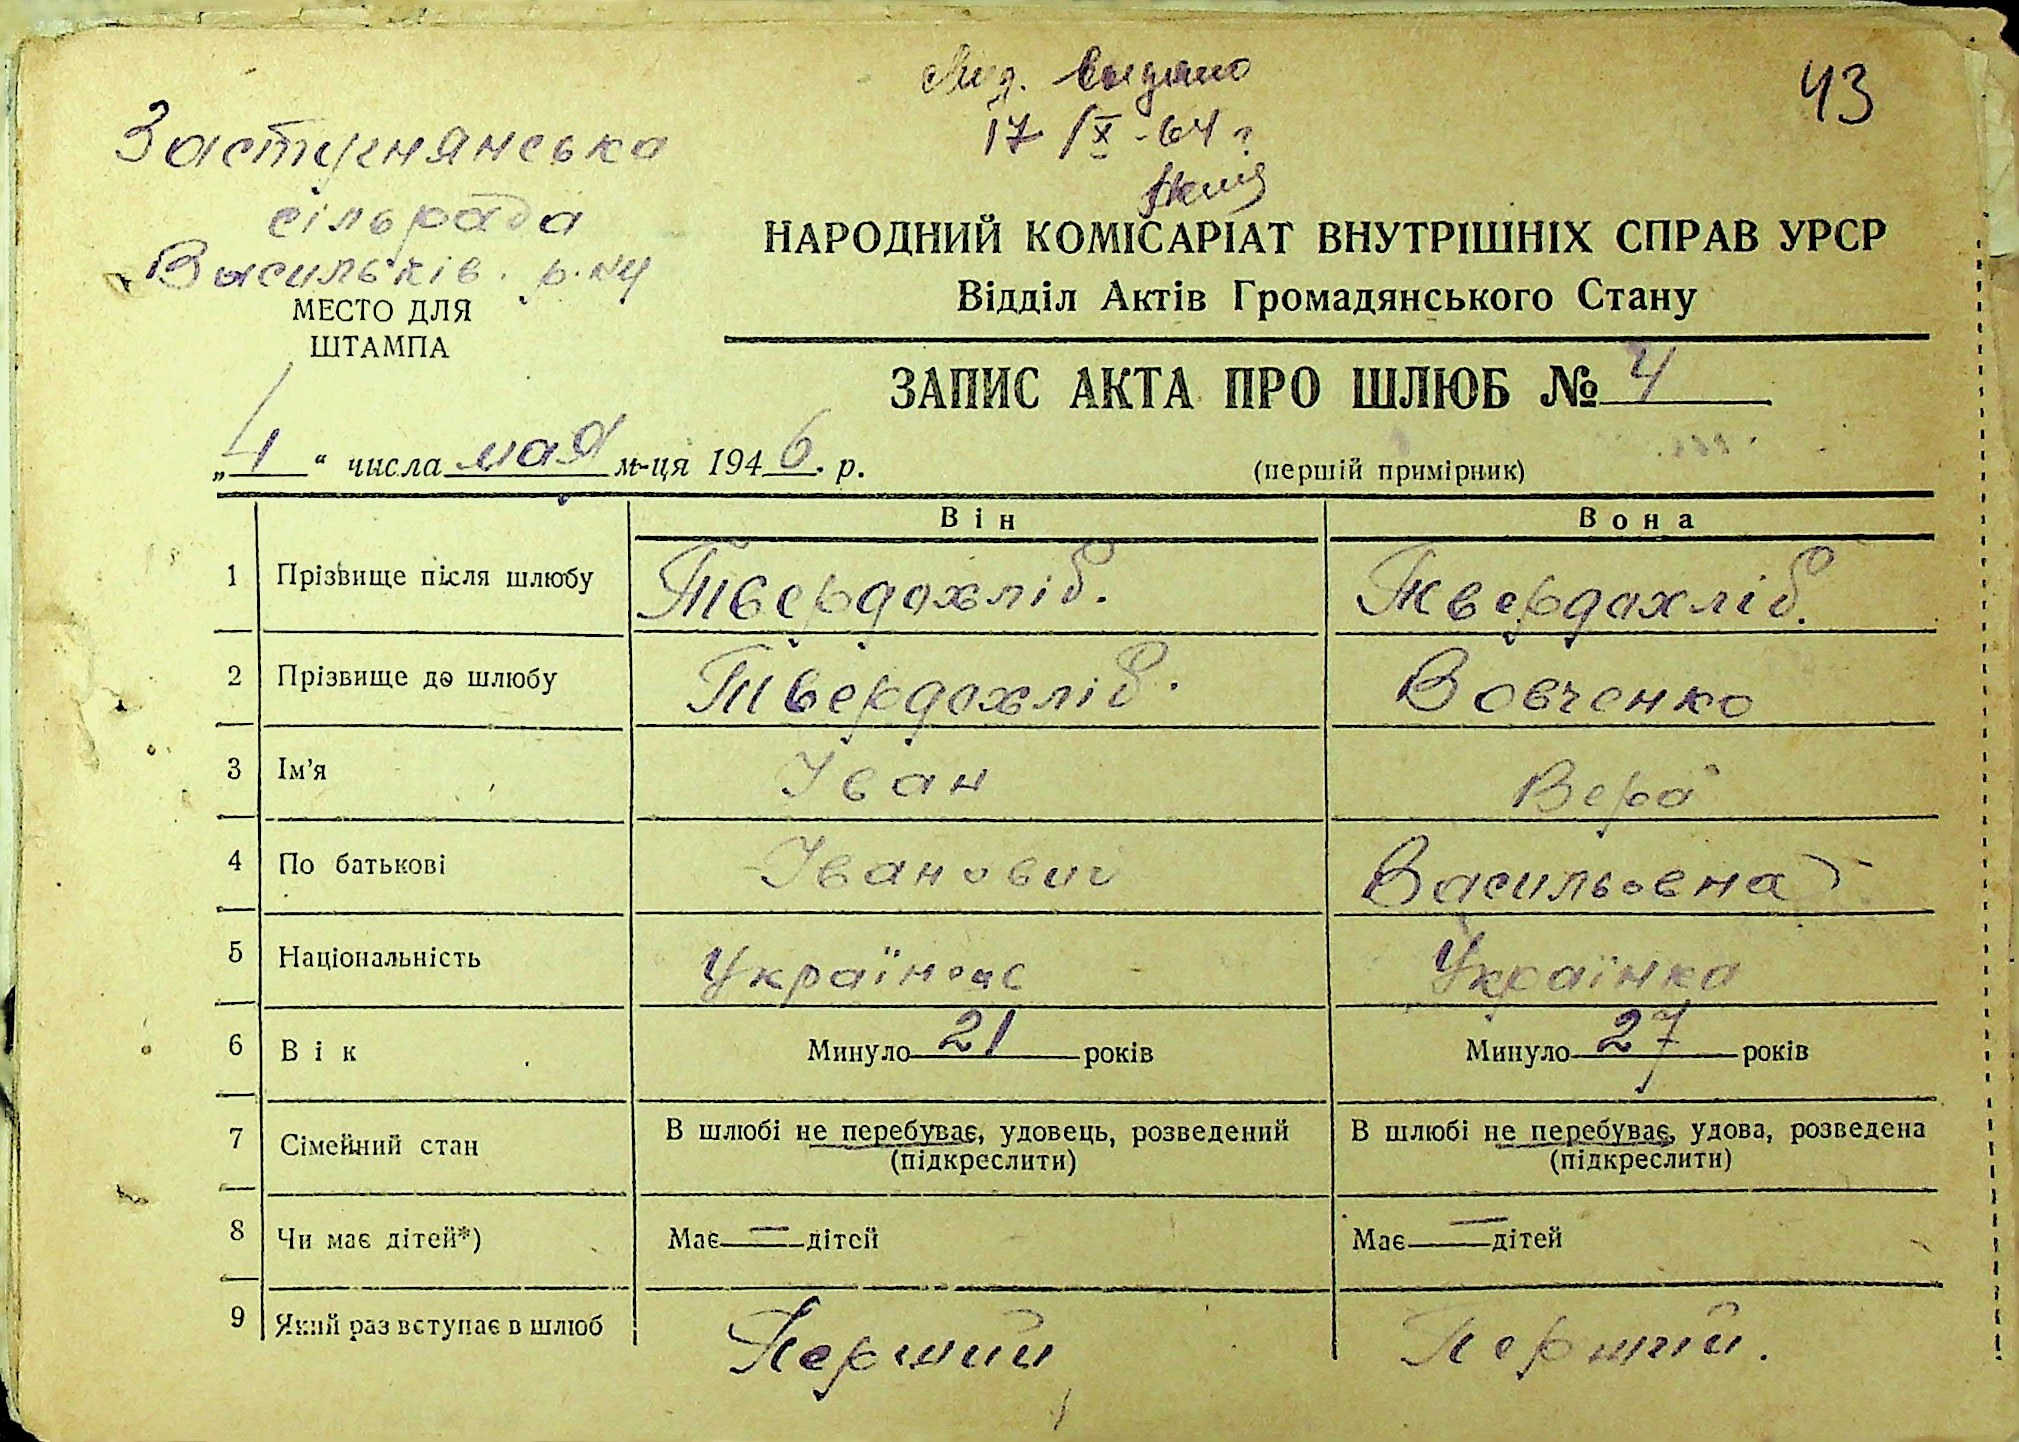 43
выдано
17/IX-64 г
Застугнянська
сільрада
Васильків. р-ну
МЕСТО ДЛЯ
ШТАМПА
НАРОДНИЙ КОМІСАРІАТ ВНУТРІШНІХ СПРАВ УРСР
Відділ Актів Громадянського Стану
ЗАПИС АКТА ПРО ШЛЮБ № 4
„4“ числа мая м-ця 1946. р.
(перший примірник)
Він Вона
1 Прізвище після шлюбу Твердохліб. Твердохліб.
2 Прізвище до шлюбу Твердохліб. Вовченко
3 Ім'я Іван Вера
4 По батькові Іванович Васильовна
5 Національність Українка
6 Вік Минуло 21 років Минуло 27 років
7 Сімейний стан В шлюбі не перебуває, удовець, розведений В шлюбі не перебуває, удова, розведена
(підкреслити) (підкреслити)
8 Чи має дітей*) Має — дітей Має — дітей
9 Який раз вступає в шлюб Перший Перший.